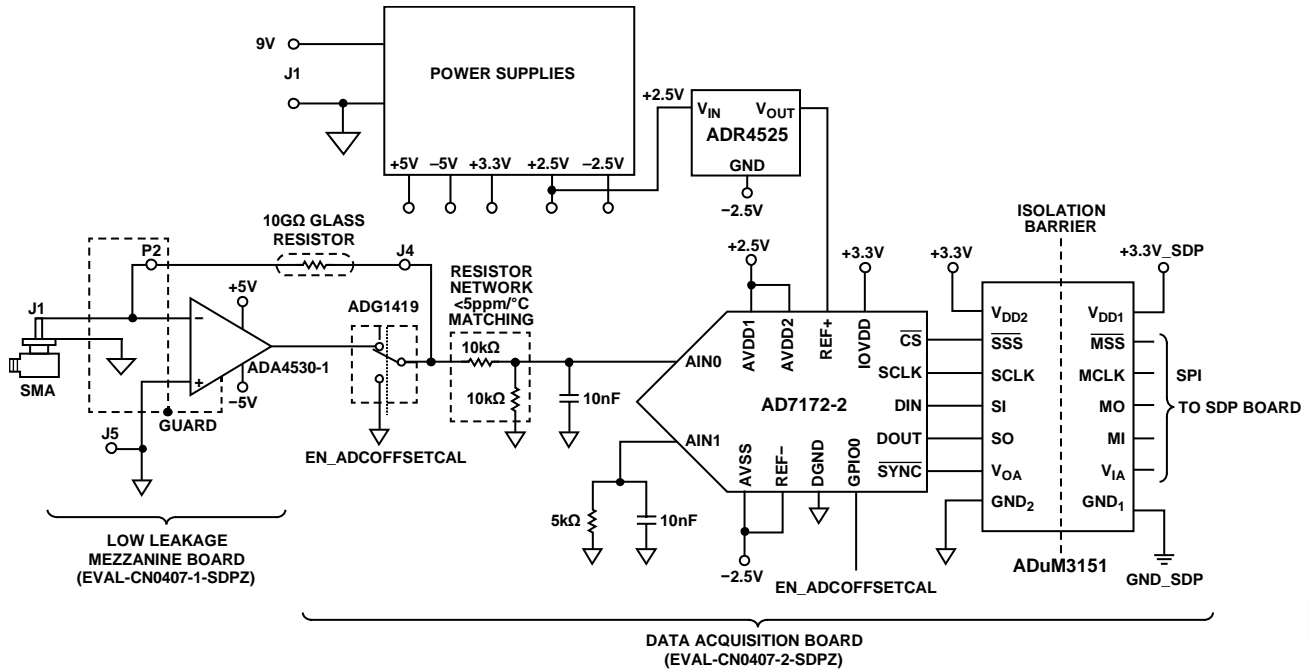 9V
J1
POWER SUPPLIES
+5V –5V +3.3V +2.5V –2.5V
+2.5V
VIN VOUT
ADR4525
GND
–2.5V
10GΩ GLASS
RESISTOR
P2
J4
J1
SMA
+5V
–
+
ADA4530-1
–5V
J5
GUARD
ADG1419
EN_ADCOFFSETCAL
RESISTOR
NETWORK
<5ppm/°C
MATCHING
10kΩ
10kΩ
10nF
5kΩ
10nF
+2.5V
+3.3V
AVDD1
AVDD2
REF+
IOVDD
AIN0
AIN1
AD7172-2
CS
SCLK
DIN
DOUT
SYNC
AVSS
REF–
DGND
GPIO0
–2.5V
EN_ADCOFFSETCAL
ISOLATION
BARRIER
+3.3V
+3.3V_SDP
VDD2 VDD1
SSS MSS
SCLK MCLK
SI MO
SO MI
VOA VIA
GND2 GND1
ADuM3151
SPI
TO SDP BOARD
GND_SDP
LOW LEAKAGE
MEZZANINE BOARD
(EVAL-CN0407-1-SDPZ)
DATA ACQUISITION BOARD
(EVAL-CN0407-2-SDPZ)